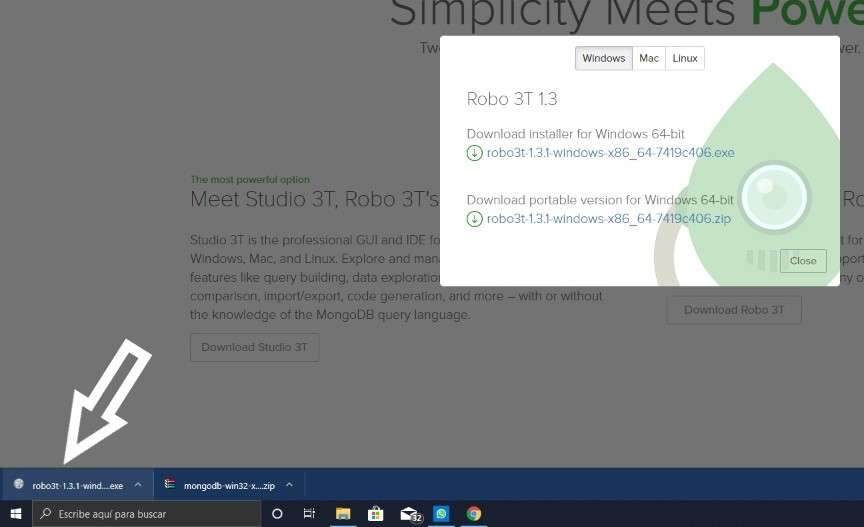 Simplicity Meets Powe
Two
wer.
Windows
Mac
Linux
Robo 3T 1.3
Download installer for Windows 64-bit
robo3t-1.3.1-windows-x86_64-7419c406.exe
Download portable version for Windows 64-bit
robo3t-1.3.1-windows-x86_64-7419c406.zip
Close
The most powerful option
Meet Studio 3T, Robo 3T's
Ro
Studio 3T is the professional GUI and IDE fo
Windows, Mac, and Linux. Explore and man
features like query building, data exploration
comparison, import/export, code generation, and more – with or without
the knowledge of the MongoDB query language.
Download Studio 3T
Download Robo 3T
robo3t-1.3.1-wind....exe
mongodb-win32-x....zip
Escribe aquí para buscar
32